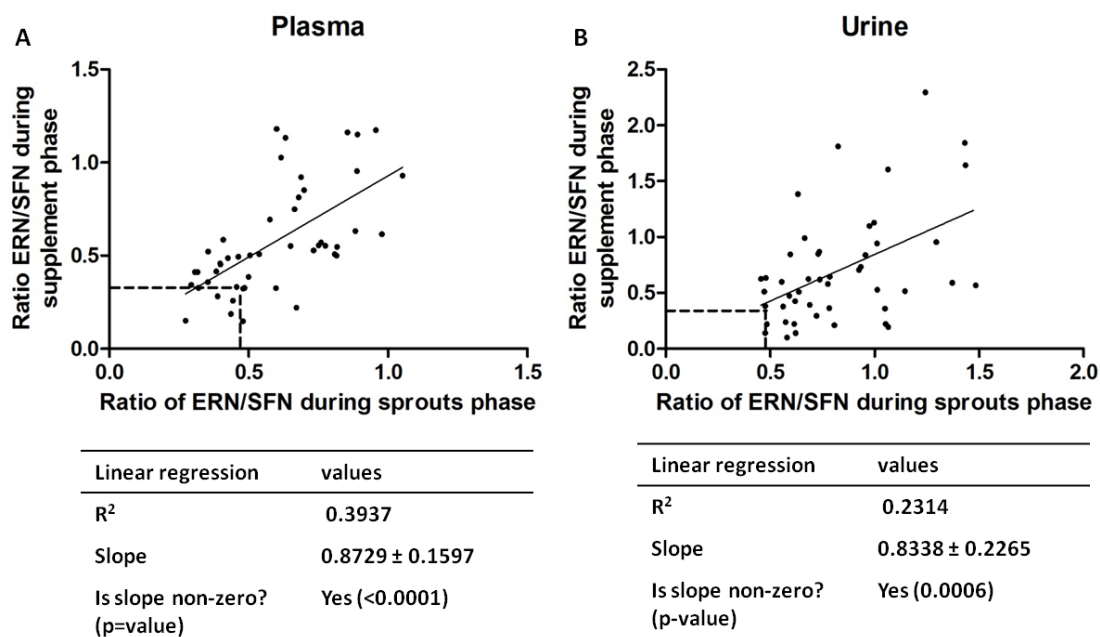 A
Plasma
Ratio ERN/SFN during
supplement phase
1.5
1.0
0.5
0.0
0.0 0.5 1.0 1.5
Ratio of ERN/SFN during sprouts phase
Linear regression values
R² 0.3937
Slope 0.8729 ± 0.1597
Is slope non-zero? Yes (<0.0001)
(p=value)
B
Urine
Ratio ERN/SFN during
supplement phase
2.5
2.0
1.5
1.0
0.5
0.0
0.0 0.5 1.0 1.5 2.0
Ratio of ERN/SFN during sprouts phase
Linear regression values
R² 0.2314
Slope 0.8338 ± 0.2265
Is slope non-zero? Yes (0.0006)
(p-value)